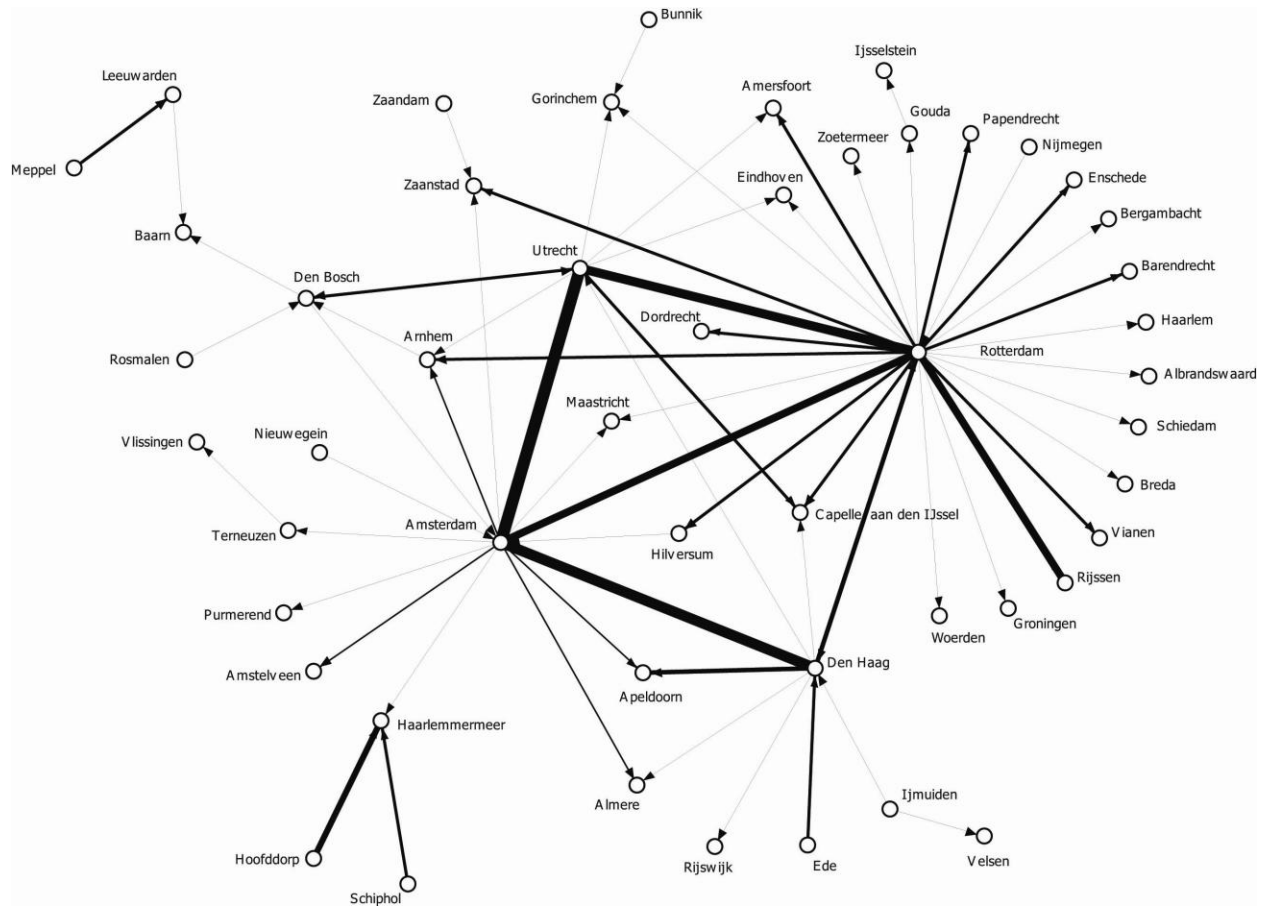 Bunnik
Ijsselstein
Leeuwarden
Amersfoort
Zaandam
Gorinchem
Gouda
Papendrecht
Zoetermeer
Nijmegen
Meppel
Zaanstad
Eindhoven
Enschede
Bergambacht
Baarn
Utrecht
Den Bosch
Barendrecht
Dordrecht
Haarlem
Arnhem
Rotterdam
Rosmalen
Albrandswaard
Maastricht
Schiedam
Nieuwegein
Vlissingen
Breda
Amsterdam
Capelle aan den IJssel
Terneuzen
Vianen
Hilversum
Rijssen
Purmerend
Groningen
Woerden
Den Haag
Amstelveen
Apeldoorn
Haarlemmermeer
Ijmuiden
Almere
Hoofddorp
Rijswijk
Ede
Velsen
Schiphol